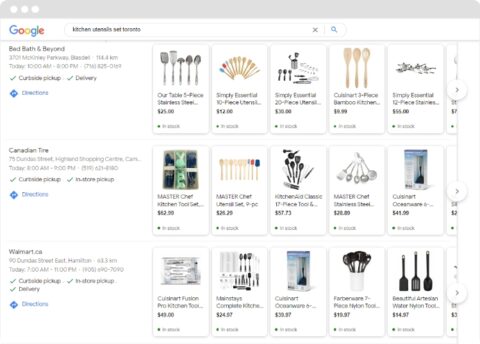 Google
kitchen utensils set toronto
Bed Bath & Beyond
3701 McKinley Parkway, Blasdell · 114.4 km
Today: 10:00 AM - 8:00 PM · (716) 825-0169
Curbside pickup · Delivery
Directions
Our Table 5-Piece Stainless Steel...
$25.00
In stock
Simply Essential 10-Piece Utensil...
$12.00
In stock
Simply Essential 20-Piece Utensil...
$30.00
In stock
Cuisinart 3-Piece Bamboo Kitchen...
$9.99
In stock
Simply Essential 12-Piece Stainless...
$55.00
In stock
Canadian Tire
75 Dundas Street, Highland Shopping Centre, Cam...
Today: 8:00 AM - 9:00 PM · (519) 621-8180
Curbside pickup · In-store pickup
Directions
MASTER Chef Kitchen Tool Set,...
$62.99
In stock
MASTER Chef Utensil Set, 9-pc
$26.29
In stock
KitchenAid Classic 17-Piece Tool &...
$57.73
In stock
MASTER Chef Stainless Steel...
$28.89
In stock
Cuisinart Oceanware 6-...
$41.99
In stock
Walmart.ca
90 Dundas Street East, Hamilton · 63.3 km
Today: 7:00 AM - 11:00 PM · (905) 690-7090
Curbside pickup · In-store pickup
Delivery
Directions
Cuisinart Fusion Pro Kitchen Tool...
$49.00
In stock
Mainstays Complete Kitche...
$24.97
In stock
Cuisinart Oceanware 6-...
$24.97
In stock
Farberware 7-Piece Nylon Tool...
$19.97
In stock
Beautiful Artesian Water Nylon Tool...
$14.97
In stock